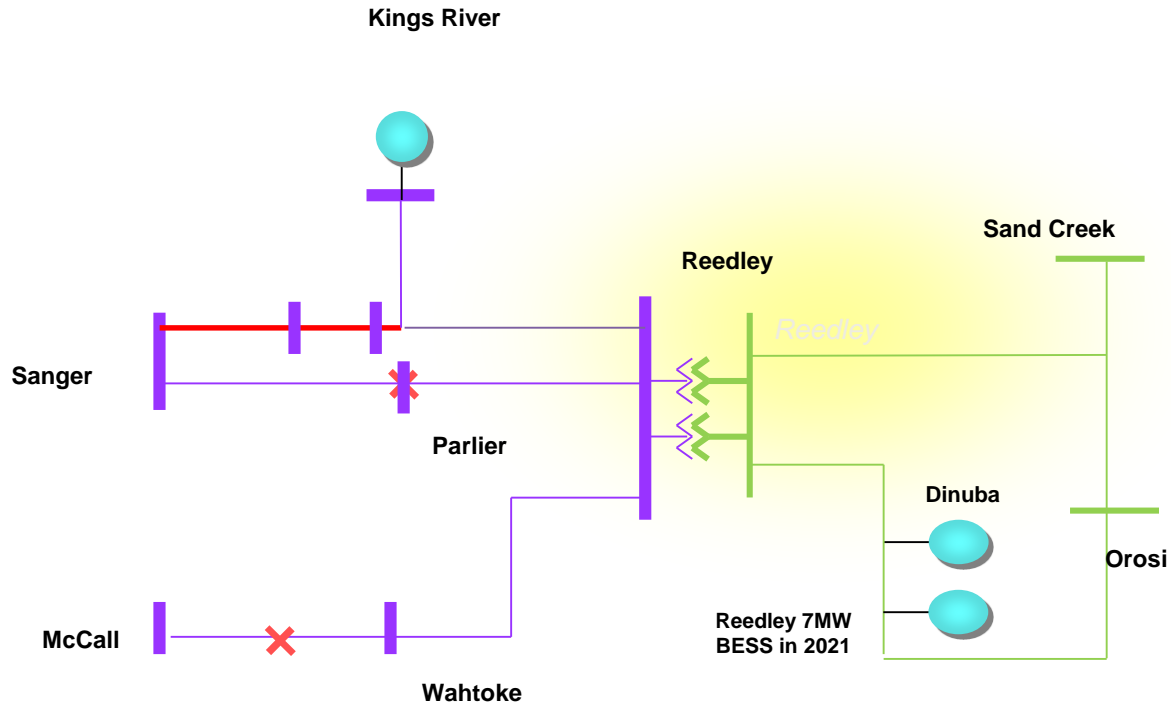 Kings River
Sand Creek
Reedley
Reedley
Sanger
Parlier
Dinuba
Orosi
Reedley 7MW
BESS in 2021
McCall
Wahtoke